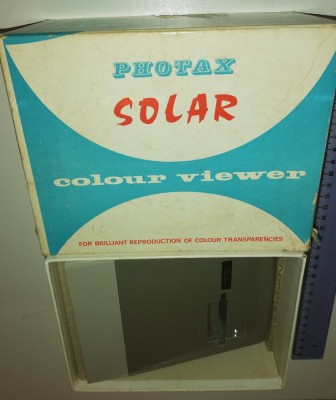 PHOTAX
SOLAR
colour viewer
FOR BRILLIANT REPRODUCTION OF COLOUR TRANSPARENCIES